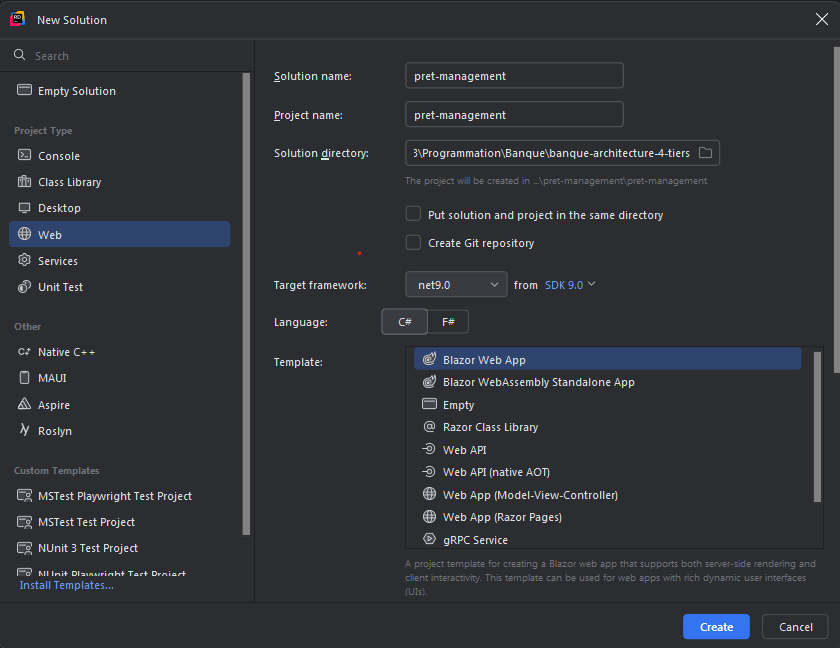 New Solution
Search
Empty Solution
Project Type
Console
Class Library
Desktop
Web
Services
Unit Test
Other
Native C++
MAUI
Aspire
Roslyn
Custom Templates
MSTest Playwright Test Project
MSTest Test Project
NUnit 3 Test Project
NUnit Playwright Test Project
Install Templates...
Solution name: pret-management
Project name: pret-management
Solution directory: 3\Programmation\Banque\banque-architecture-4-tiers
The project will be created in ...\pret-management\pret-management
Put solution and project in the same directory
Create Git repository
Target framework: net9.0 from SDK 9.0
Language: C# F#
Template:
Blazor Web App
Blazor WebAssembly Standalone App
Empty
Razor Class Library
Web API
Web API (native AOT)
Web App (Model-View-Controller)
Web App (Razor Pages)
gRPC Service
A project template for creating a Blazor web app that supports both server-side rendering and
client interactivity. This template can be used for web apps with rich dynamic user interfaces
(UIs).
Create Cancel